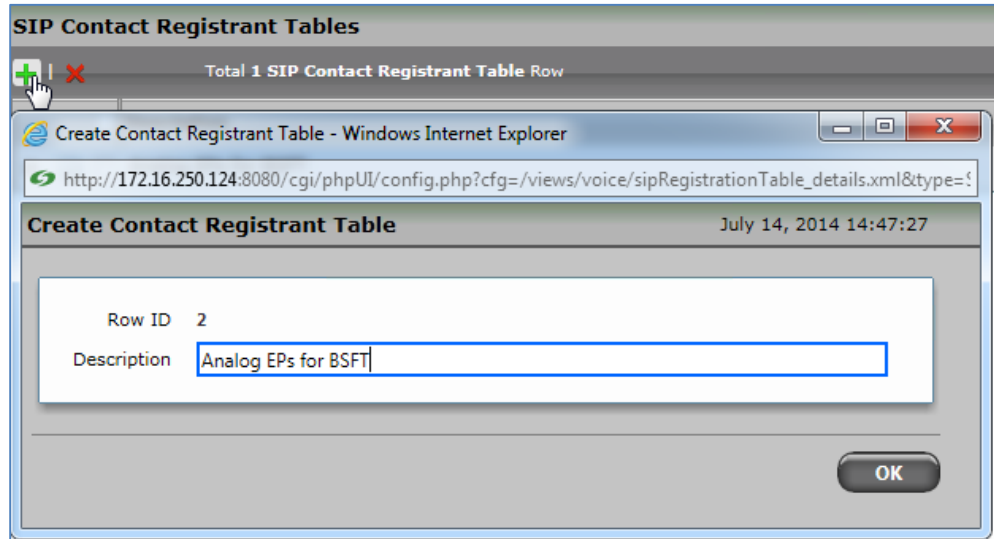 SIP Contact Registrant Tables
Total 1 SIP Contact Registrant Table Row
Create Contact Registrant Table - Windows Internet Explorer
http://172.16.250.124:8080/cgi/phpUI/config.php?cfg=/views/voice/sipRegistrationTable_details.xml&type=
Create Contact Registrant Table July 14, 2014 14:47:27
Row ID 2
Description Analog EPs for BSFT
OK